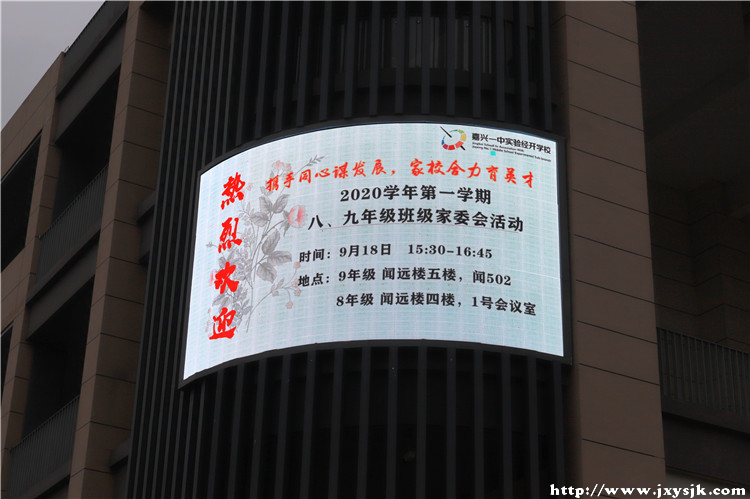 嘉兴一中实验经开学校
热烈欢迎
携手同心谋发展，家校合力育英才
2020学年第一学期
八、九年级班级家委会活动
时间：9月18日 15:30-16:45
地点：9年级 闻远楼五楼，闻502
8年级 闻远楼四楼，1号会议室
http://www.jxysjk.com